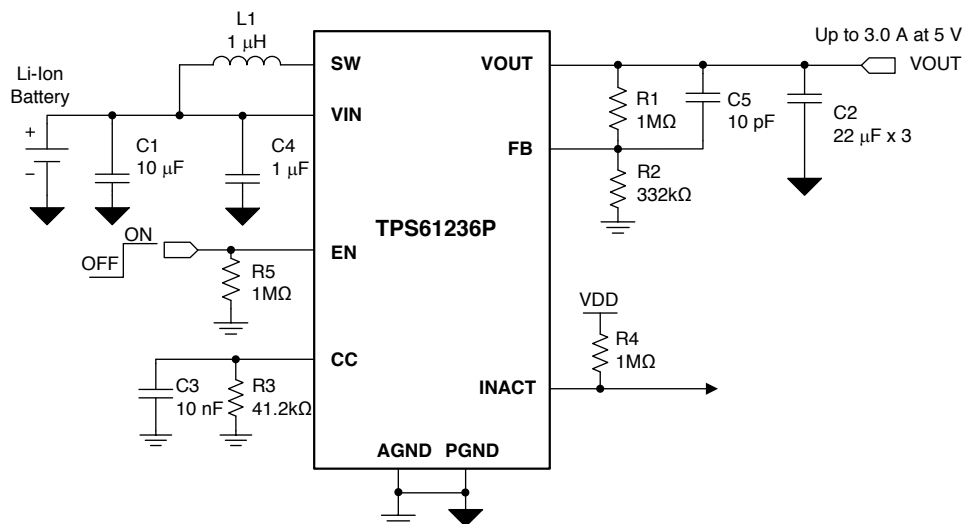 L1
1 μH
Up to 3.0 A at 5 V
SW
VOUT
VOUT
Li-Ion
Battery
VIN
R1
1MΩ
C5
10 pF
C2
22 μF x 3
+
–
C1
10 μF
C4
1 μF
FB
R2
332kΩ
TPS61236P
ON
OFF
EN
R5
1MΩ
VDD
R4
1MΩ
CC
C3
10 nF
R3
41.2kΩ
INACT
AGND
PGND